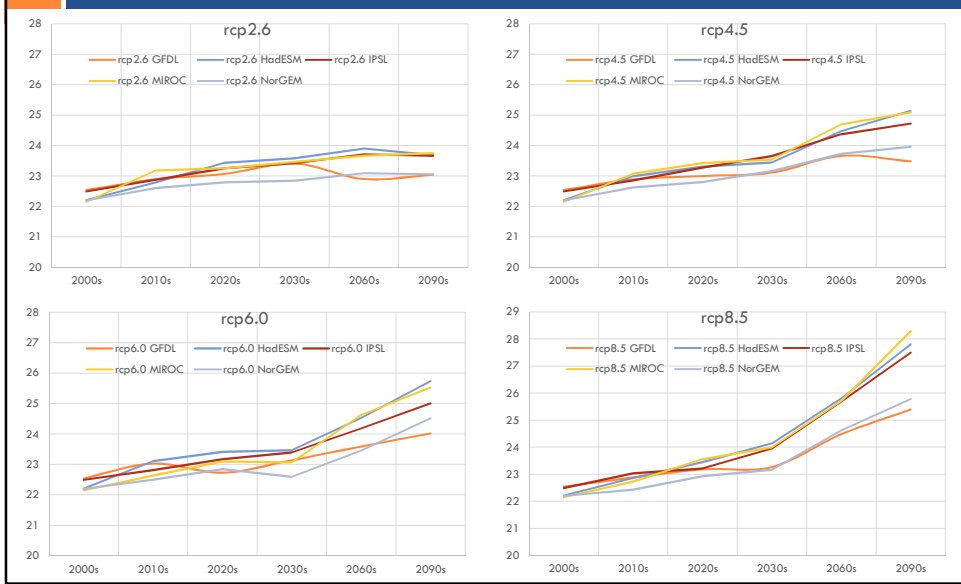 rcp2.6
28
27
26
25
24
23
22
21
20
rcp2.6 GFDL rcp2.6 HadESM rcp2.6 IPSL
rcp2.6 MIROC rcp2.6 NorGEM
2000s 2010s 2020s 2030s 2060s 2090s
rcp4.5
28
27
26
25
24
23
22
21
20
rcp4.5 GFDL rcp4.5 HadESM rcp4.5 IPSL
rcp4.5 MIROC rcp4.5 NorGEM
2000s 2010s 2020s 2030s 2060s 2090s
rcp6.0
28
27
26
25
24
23
22
21
20
rcp6.0 GFDL rcp6.0 HadESM rcp6.0 IPSL
rcp6.0 MIROC rcp6.0 NorGEM
2000s 2010s 2020s 2030s 2060s 2090s
rcp8.5
29
28
27
26
25
24
23
22
21
20
rcp8.5 GFDL rcp8.5 HadESM rcp8.5 IPSL
rcp8.5 MIROC rcp8.5 NorGEM
2000s 2010s 2020s 2030s 2060s 2090s